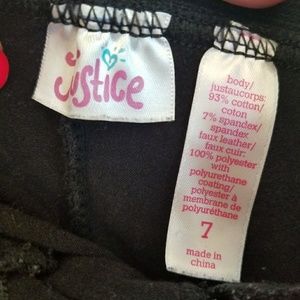 Justice
body/
justaucorps:
93% cotton/
coton
7% spandex/
spandex
faux leather/
faux cuir:
100% polyester
with
polyurethane
coating/
polyester à
membrane de
polyuréthane
7
made in
china